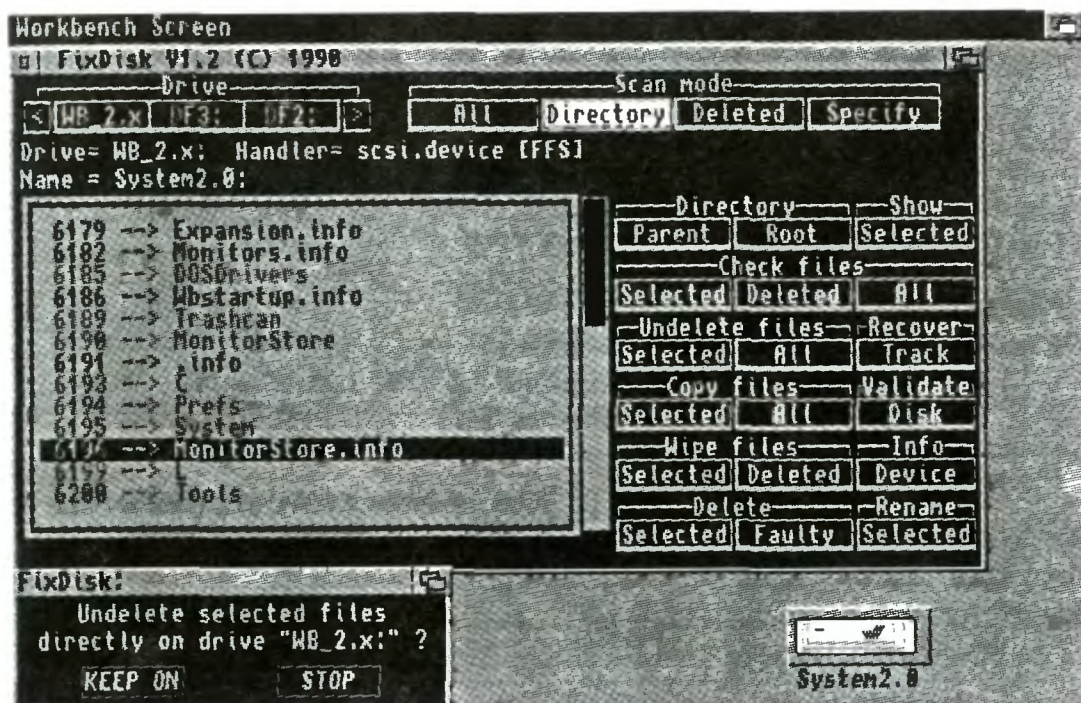 Workbench Screen
FixDisk V1.2 (C) 1990
Drive
Scan mode
< WB_2.x DF3: DF2: >
All Directory Deleted Specify
Drive= WB_2.x: Handler= scsi.device [FFS]
Name = System2.0:
6179 --> Expansion.info
6182 --> Monitors.info
6185 --> DOSDrivers
6186 --> Wbstartup.info
6189 --> Trashcan
6190 --> MonitorStore
6191 --> .info
6193 --> C
6194 --> Prefs
6195 --> System
6196 --> MonitorStore.info
6199 --> L
6200 --> Tools
Directory Show
Parent Root Selected
Check files
Selected Deleted All
Undelete files Recover
Selected All Track
Copy files Validate
Selected All Disk
Wipe files Info
Selected Deleted Device
Delete Rename
Selected Faulty Selected
FixDisk:
Undelete selected files
directly on drive "WB_2.x:" ?
KEEP ON STOP
System2.0